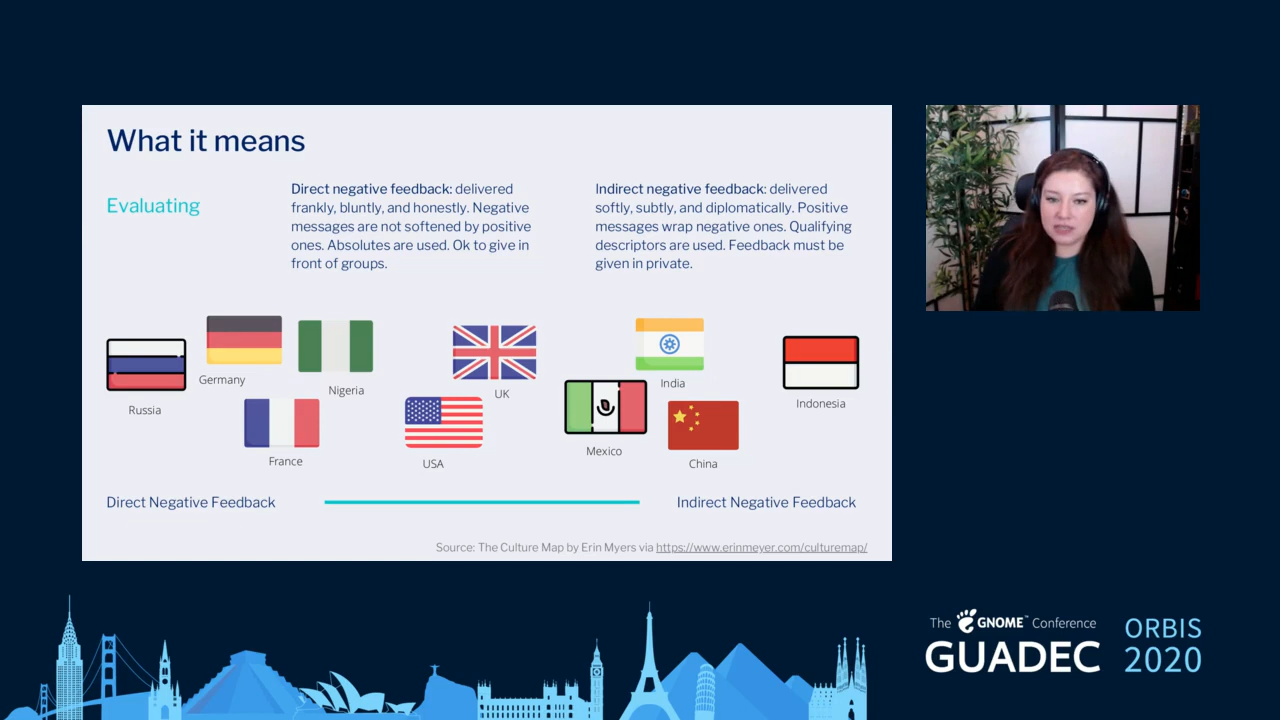 What it means
Evaluating
Direct negative feedback: delivered
frankly, bluntly, and honestly. Negative
messages are not softened by positive
ones. Absolutes are used. Ok to give in
front of groups.
Indirect negative feedback: delivered
softly, subtly, and diplomatically. Positive
messages wrap negative ones. Qualifying
descriptors are used. Feedback must be
given in private.
Russia
Germany
Nigeria
France
UK
USA
India
Mexico
China
Indonesia
Direct Negative Feedback
Indirect Negative Feedback
Source: The Culture Map by Erin Myers via https://www.erinmeyer.com/culturemap/
The GNOME™ Conference
GUADEC
ORBIS
2020